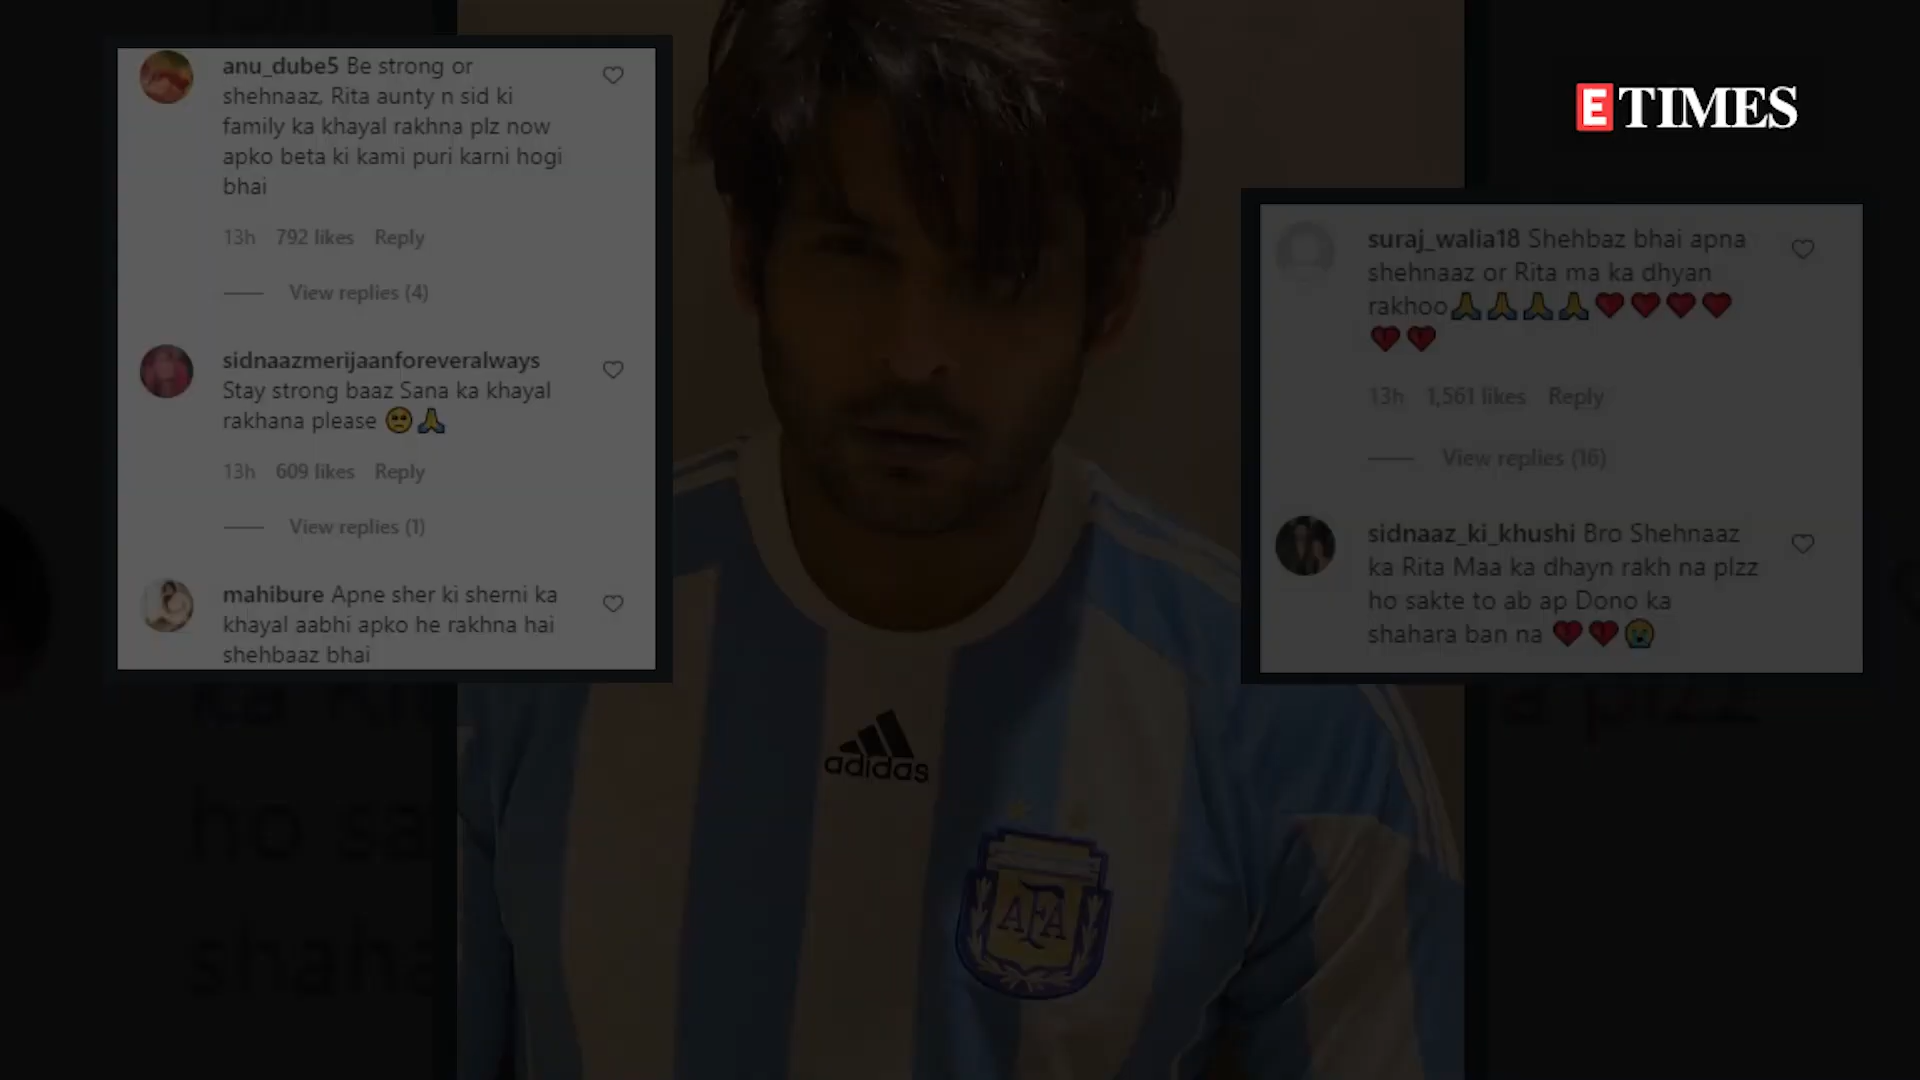 anu_dube5 Be strong or
shehnaaz, Rita aunty n sid ki
family ka khayal rakhna plz now
apko beta ki kami puri karni hogi
bhai
13h 792 likes Reply
View replies (4)
sidnaazmerijaanforeveralways
Stay strong baaz Sana ka khayal
rakhana please 🥺🙏
13h 609 likes Reply
View replies (1)
mahibure Apne sher ki sherni ka
khayal aabhi apko he rakhna hai
shehbaaz bhai
ETIMES
suraj_walia18 Shehbaz bhai apna
shehnaaz or Rita ma ka dhyan
rakhoo🙏🙏🙏🙏❤️❤️❤️❤️
💔💔
13h 1,561 likes Reply
View replies (16)
sidnaaz_ki_khushi Bro Shehnaaz
ka Rita Maa ka dhayn rakh na plzz
ho sakte to ab ap Dono ka
shahara ban na 💔💔😭
adidas
AFA
ka
a plzz
ho sa
shaha